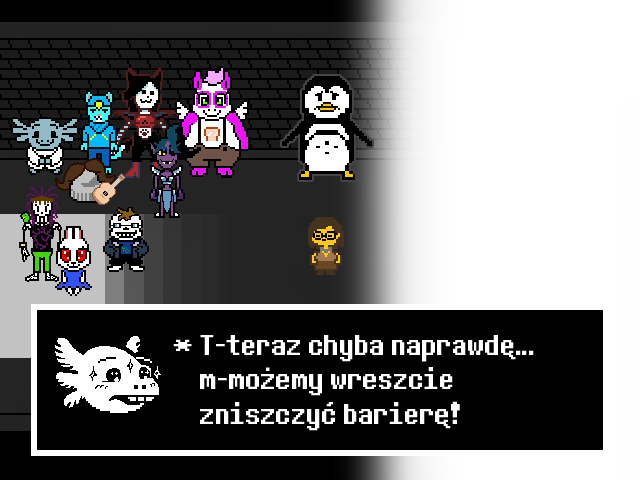 * T-teraz chyba naprawdę...
m-możemy wreszcie
zniszczyć barierę!